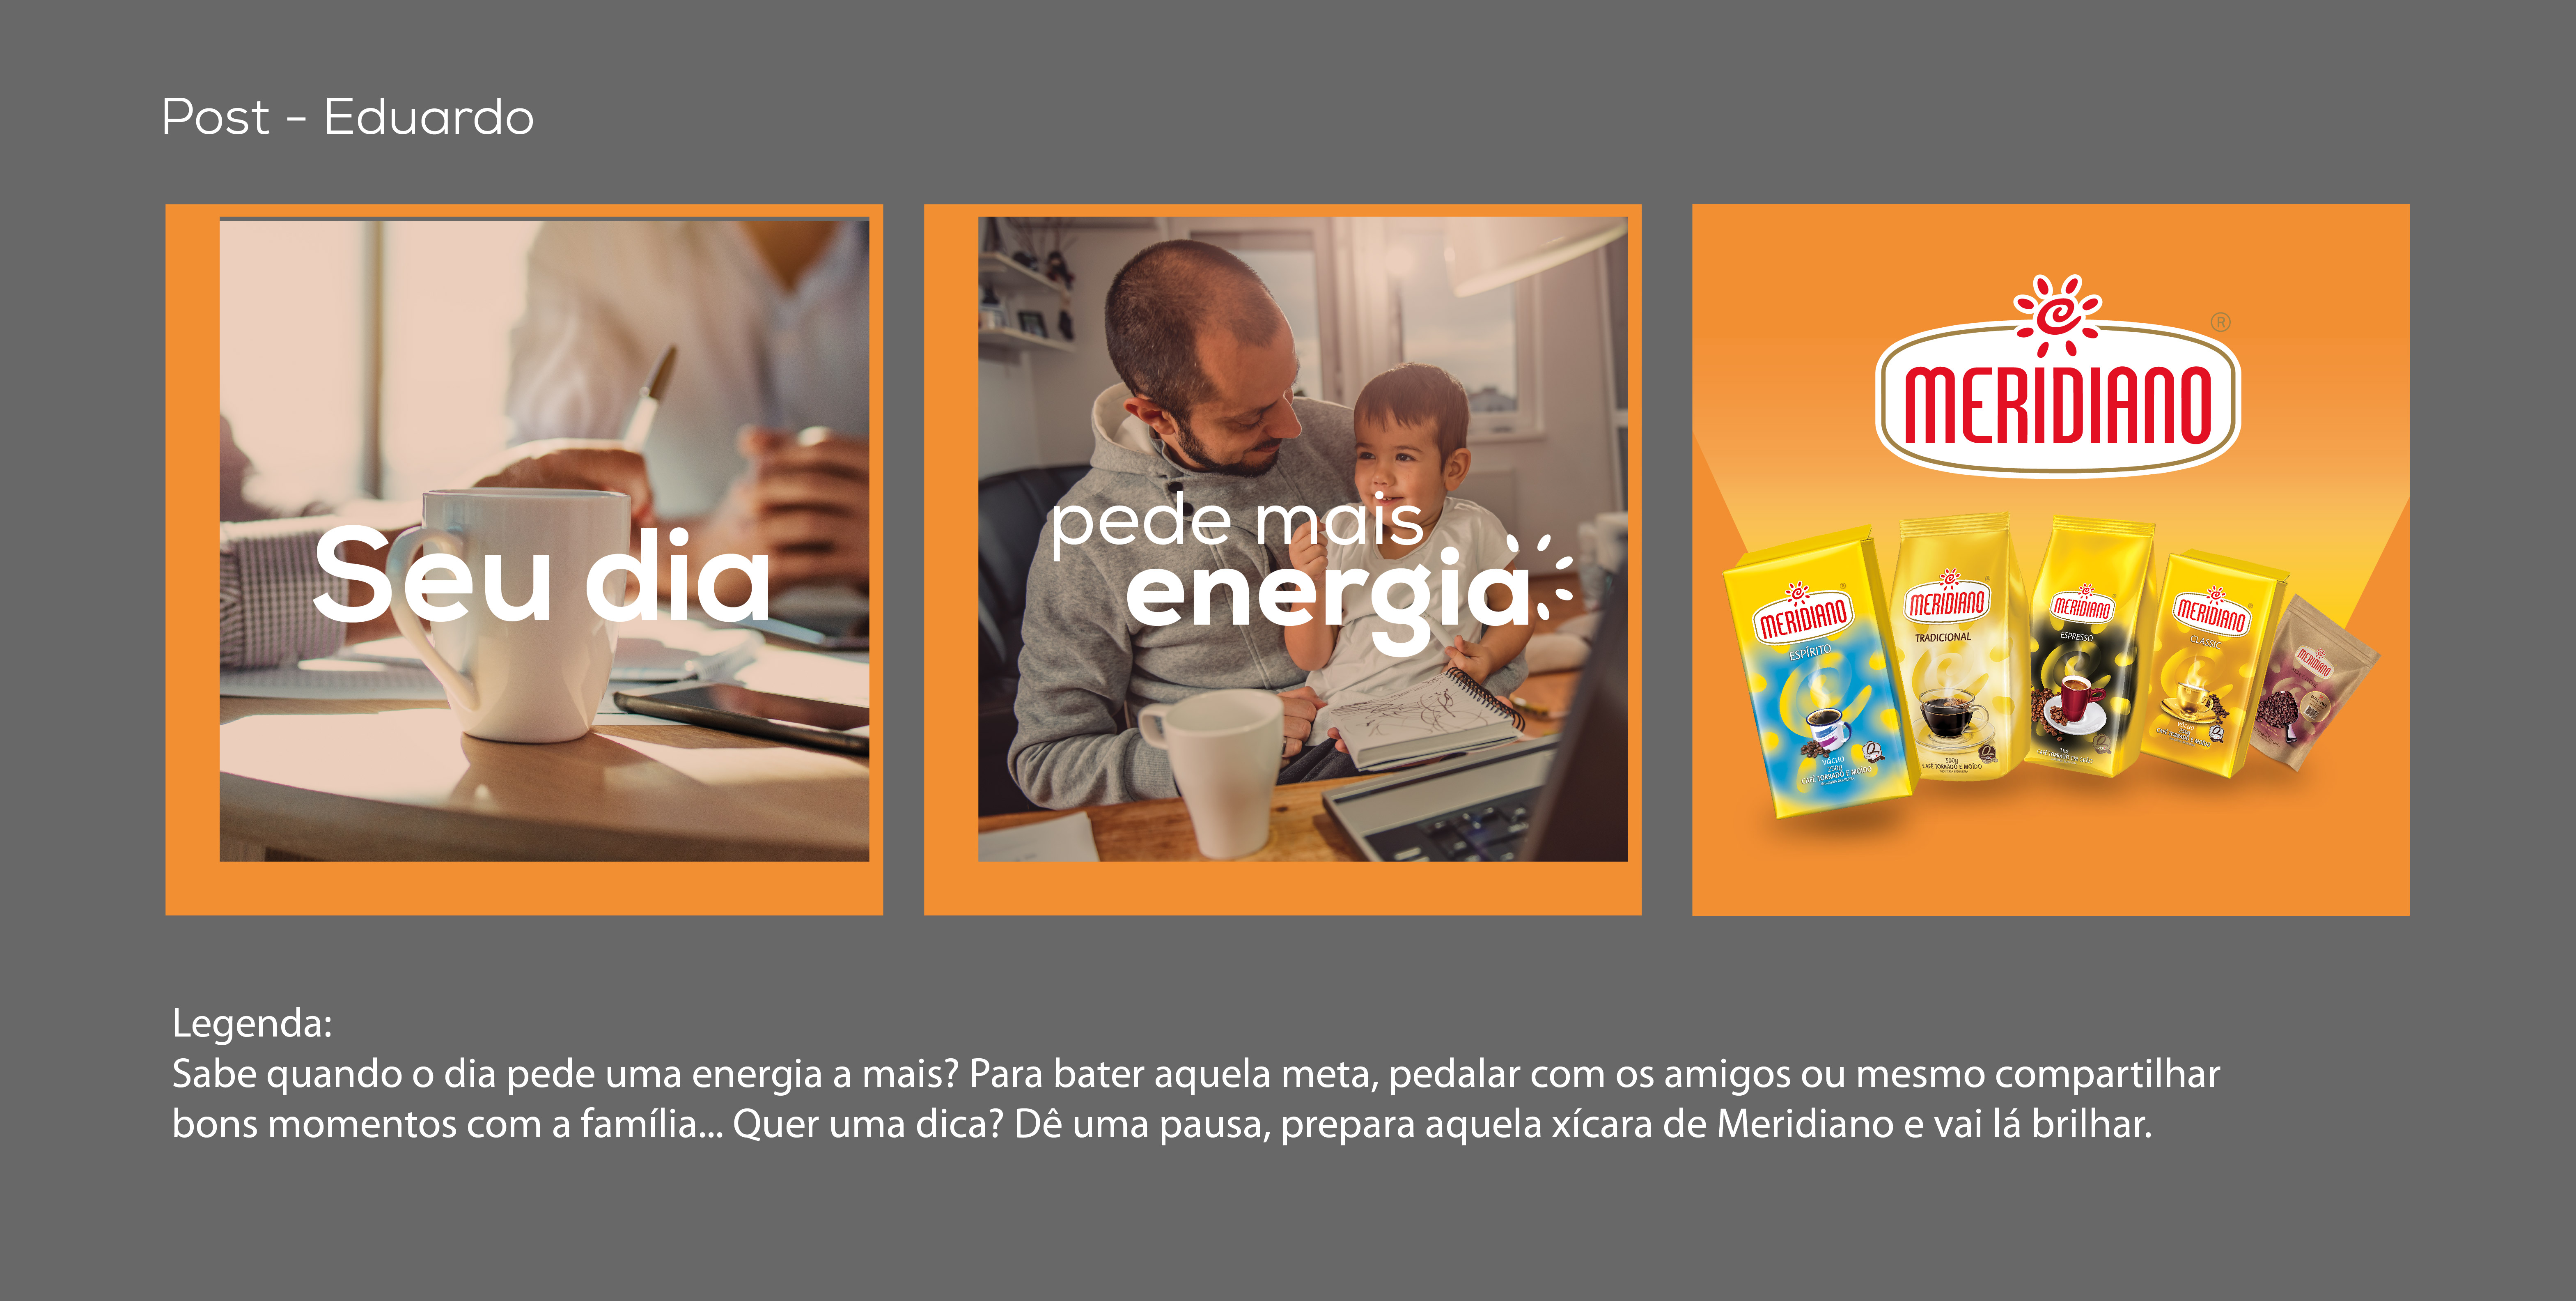 Post - Eduardo
Seu dia
pede mais
energia
MERIDIANO
®
MERIDIANO
ESPÍRITO
VÁCUO
250g
CAFÉ TORRADO E MOÍDO
MERIDIANO
TRADICIONAL
500g
CAFÉ TORRADO E MOÍDO
MERIDIANO
ESPRESSO
1kg
MERIDIANO
CLASSIC
VÁCUO
MERIDIANO
Legenda:
Sabe quando o dia pede uma energia a mais? Para bater aquela meta, pedalar com os amigos ou mesmo compartilhar
bons momentos com a família... Quer uma dica? Dê uma pausa, prepara aquela xícara de Meridiano e vai lá brilhar.